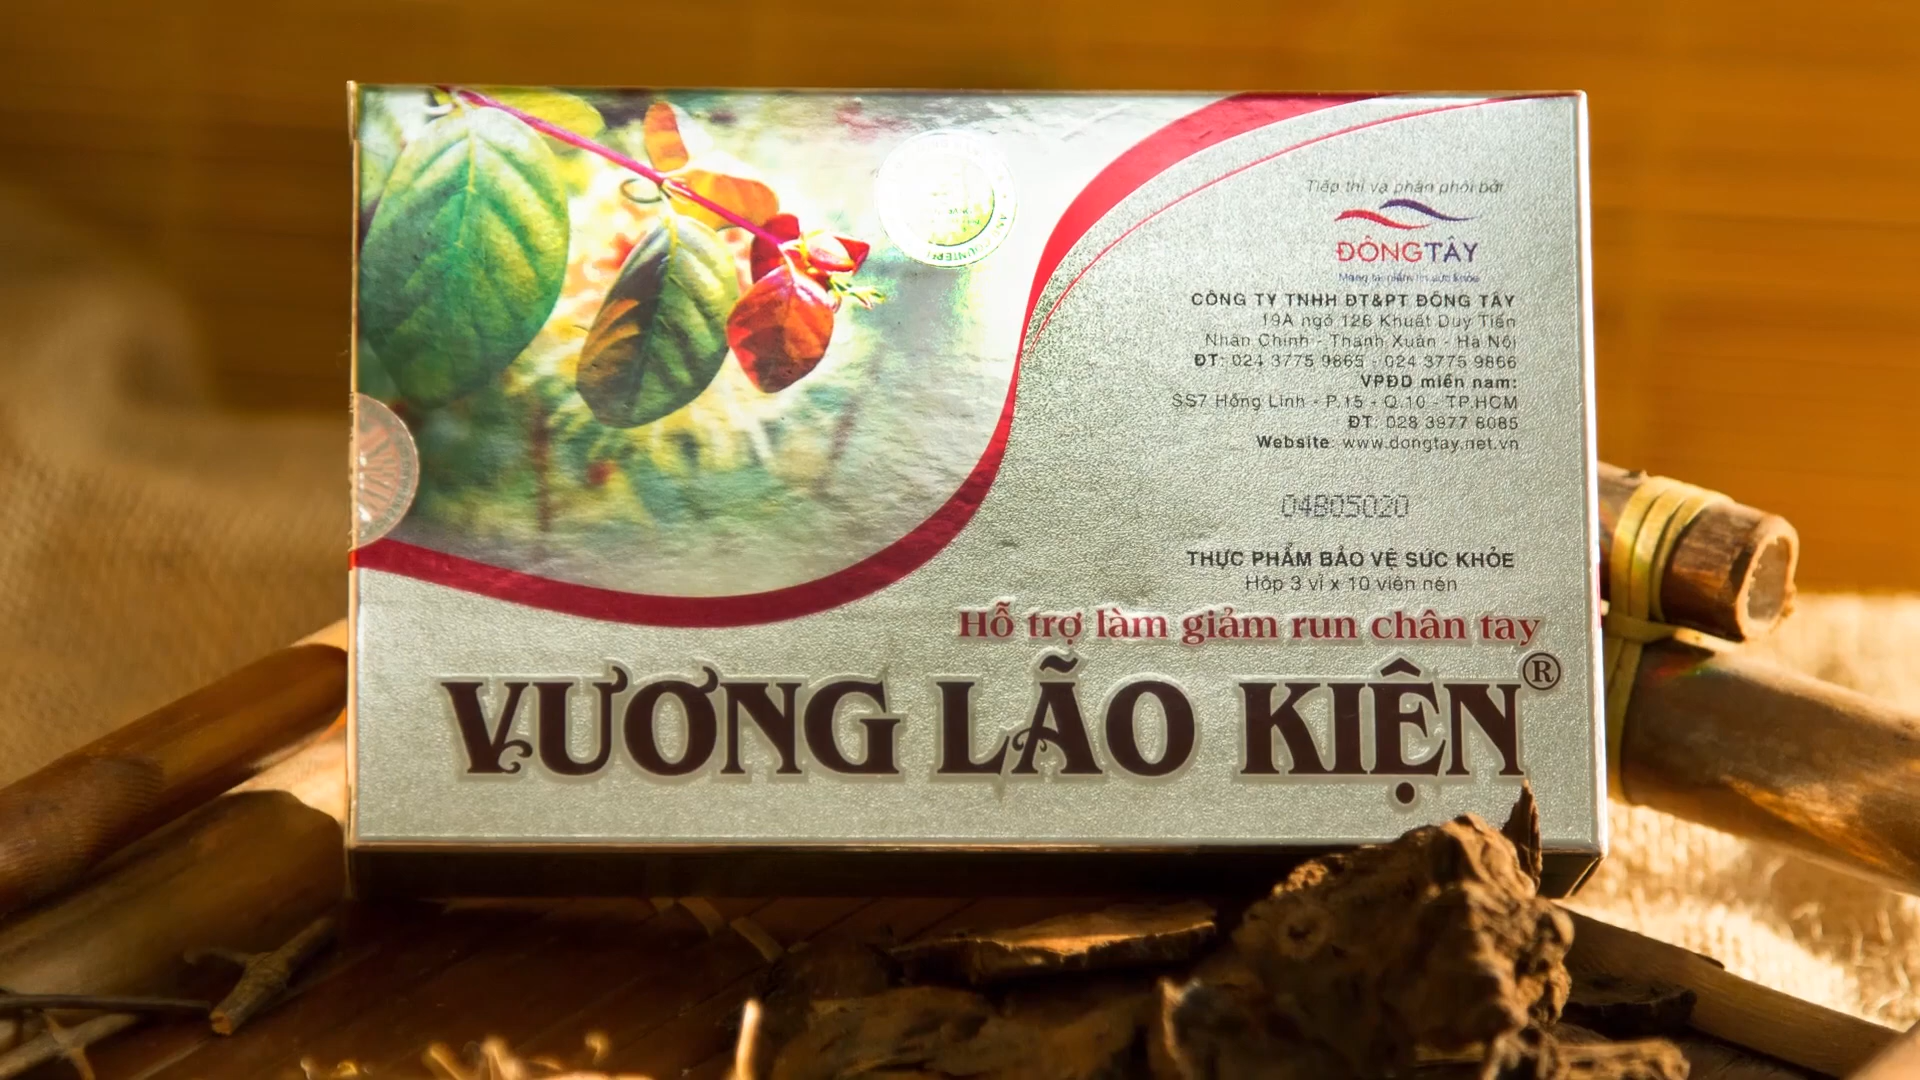 Tiếp thị và phân phối bởi
ĐÔNGTÂY
CÔNG TY TNHH ĐT&PT ĐÔNG TÂY
19A ngõ 126 Khuất Duy Tiến
Nhân Chính - Thanh Xuân - Hà Nội
ĐT: 024 3775 9865 - 024 3775 9866
VPĐD miền nam:
SS7 Hồng Lĩnh - P.15 - Q.10 - TP.HCM
ĐT: 028 3977 8085
Website: www.dongtay.net.vn
04805020
THỰC PHẨM BẢO VỆ SỨC KHỎE
Hộp 3 vỉ x 10 viên nén
Hỗ trợ làm giảm run chân tay
VƯƠNG LÃO KIỆN®